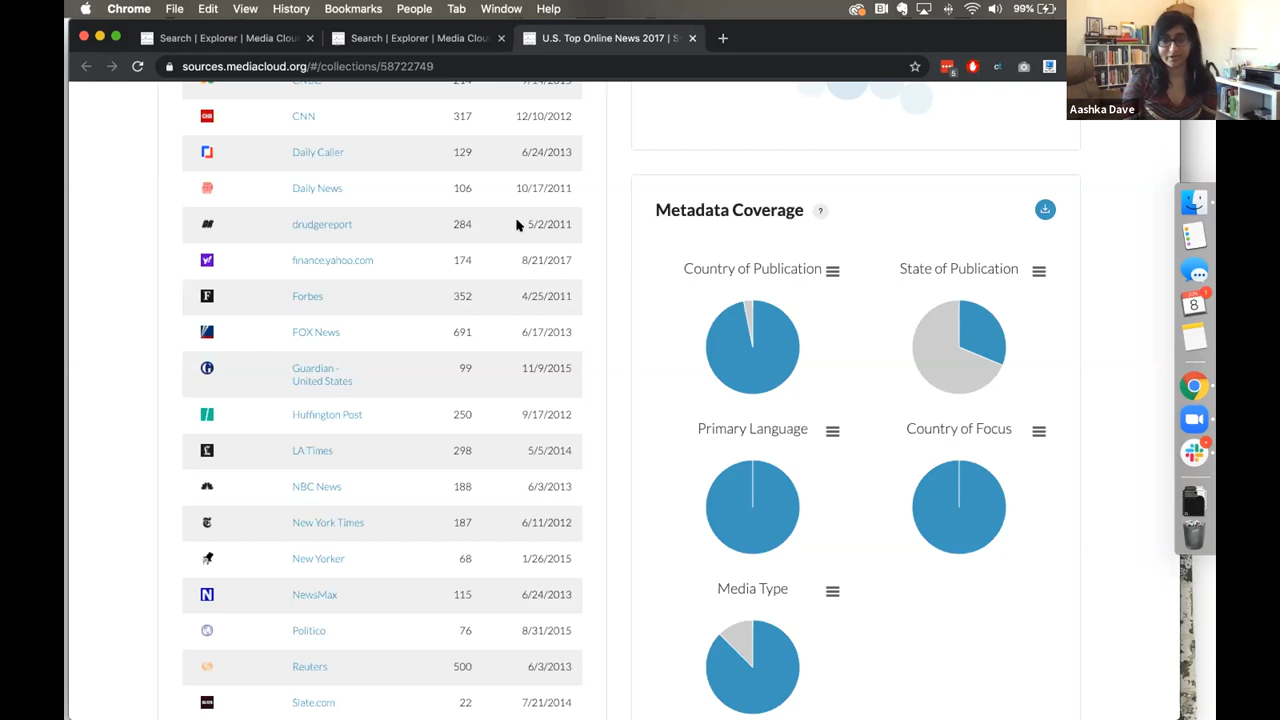 Chrome File Edit View History Bookmarks People Tab Window Help 99%
Search | Explorer | Media Clou
Search | Explorer | Media Clou
U.S. Top Online News 2017 |
sources.mediacloud.org/#/collections
5
Aashka Dave
CNN 317 12/13/2012
Daily Caller 129 6/24/2013
Daily News 106 10/17/2011
drudgereport 284 5/2/2011
finance.yahoo.com 174 8/21/2017
Forbes 352 4/25/2011
FOX News 691 6/17/2013
Guardian - 99 11/9/2015
United States
Huffington Post 250 9/17/2012
LA Times 298 5/5/2014
NBC News 188 6/3/2013
New York Times 187 6/11/2012
New Yorker 68 1/26/2015
NewsMax 115 6/24/2013
Politico 76 8/31/2015
Reuters 500 6/3/2013
Slate.com 22 7/21/2014
Metadata Coverage ?
Country of Publication
State of Publication
Primary Language
Country of Focus
Media Type
JUN 1
8